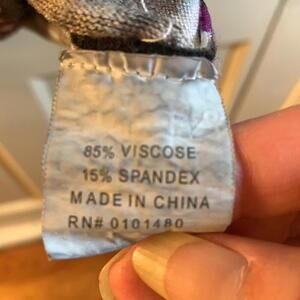 85% VISCOSE
15% SPANDEX
MADE IN CHINA
RN# 0101480